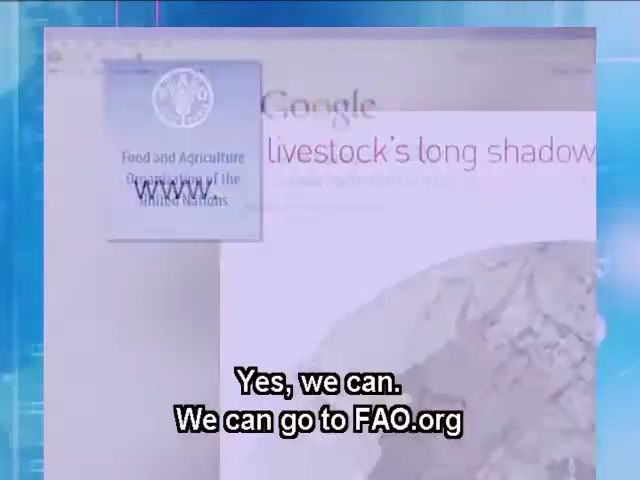 Google
livestock's long shadow
Food and Agriculture
Organization of the
United Nations
www.
Yes, we can.
We can go to FAO.org